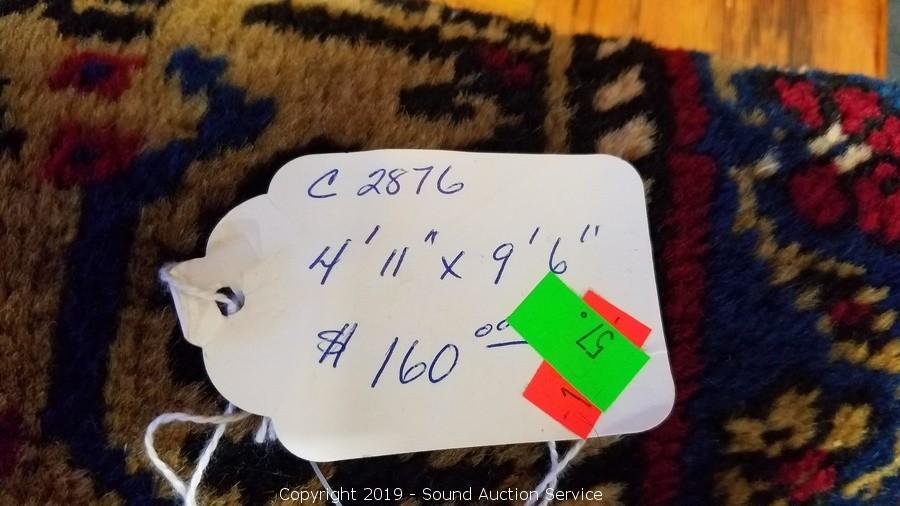 C 2876
4' 11" x 9' 6"
$ 160 00
57.
Copyright 2019 - Sound Auction Service